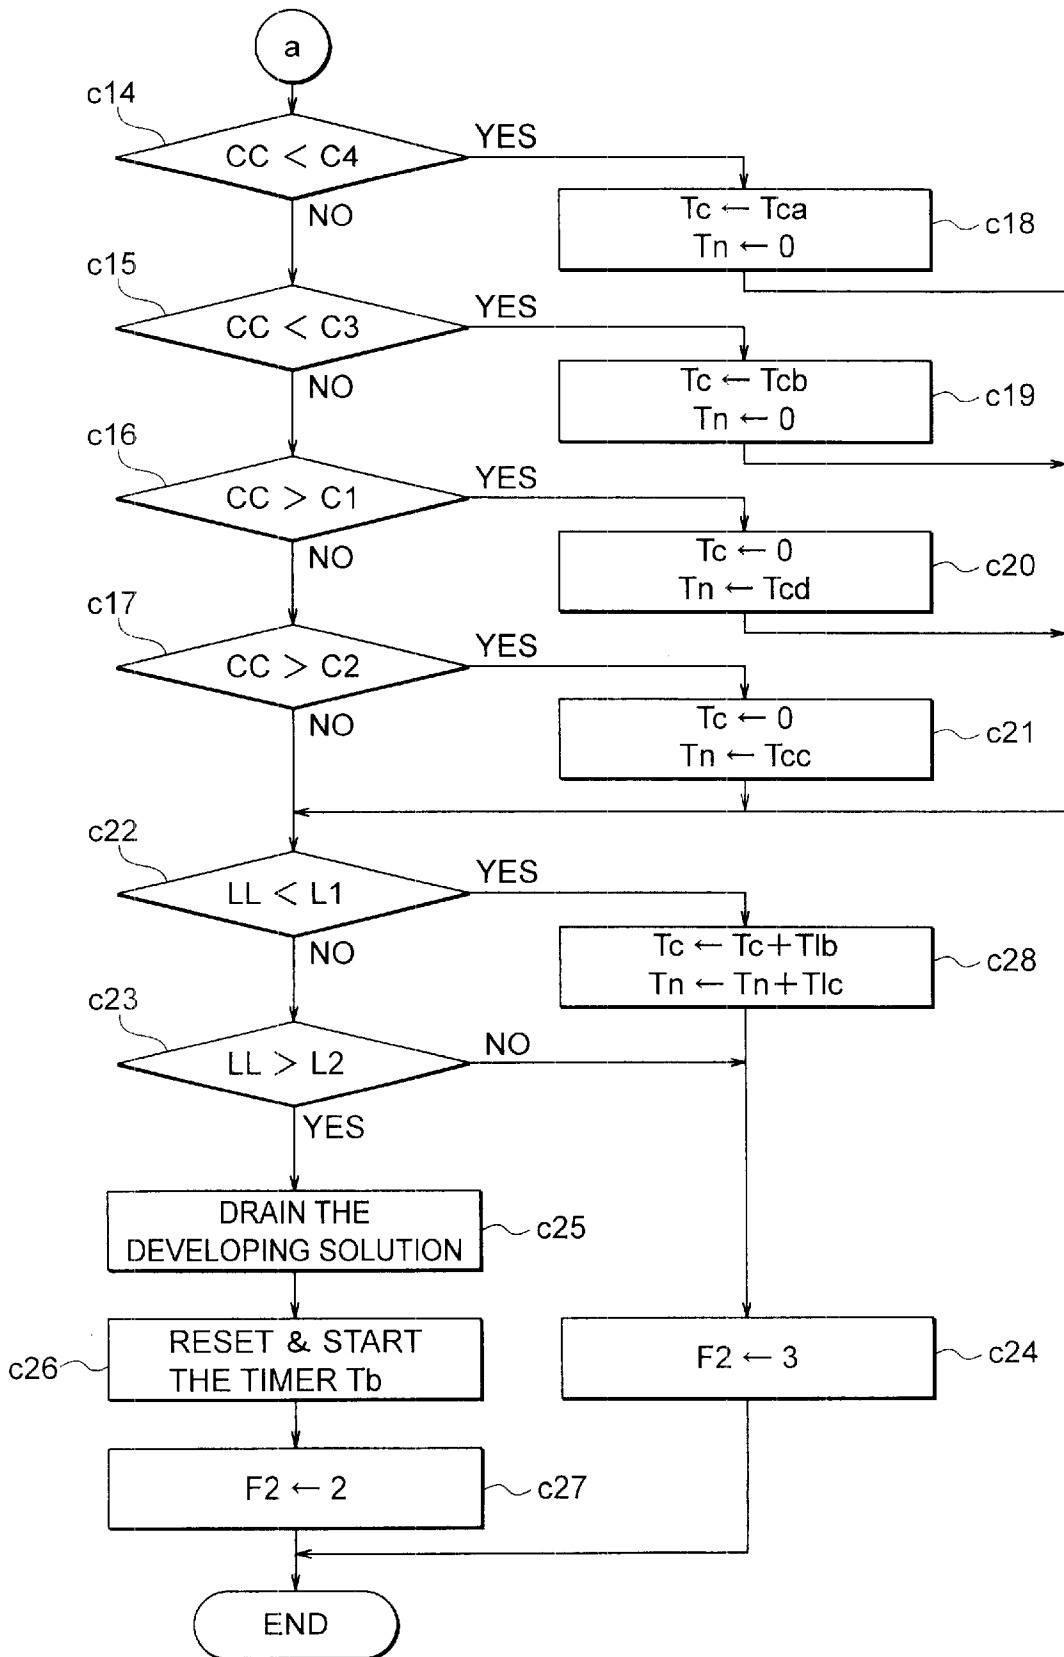 a
c14
CC < C4
YES
NO
Tc ← Tca
Tn ← 0
c18
c15
CC < C3
YES
NO
Tc ← Tcb
Tn ← 0
c19
c16
CC > C1
YES
NO
Tc ← 0
Tn ← Tcd
c20
c17
CC > C2
YES
NO
Tc ← 0
Tn ← Tcc
c21
c22
LL < L1
YES
NO
Tc ← Tc+Tlb
Tn ← Tn+Tlc
c28
c23
LL > L2
NO
YES
DRAIN THE
DEVELOPING SOLUTION
c25
RESET & START
THE TIMER Tb
c26
F2 ← 3
c24
F2 ← 2
c27
END